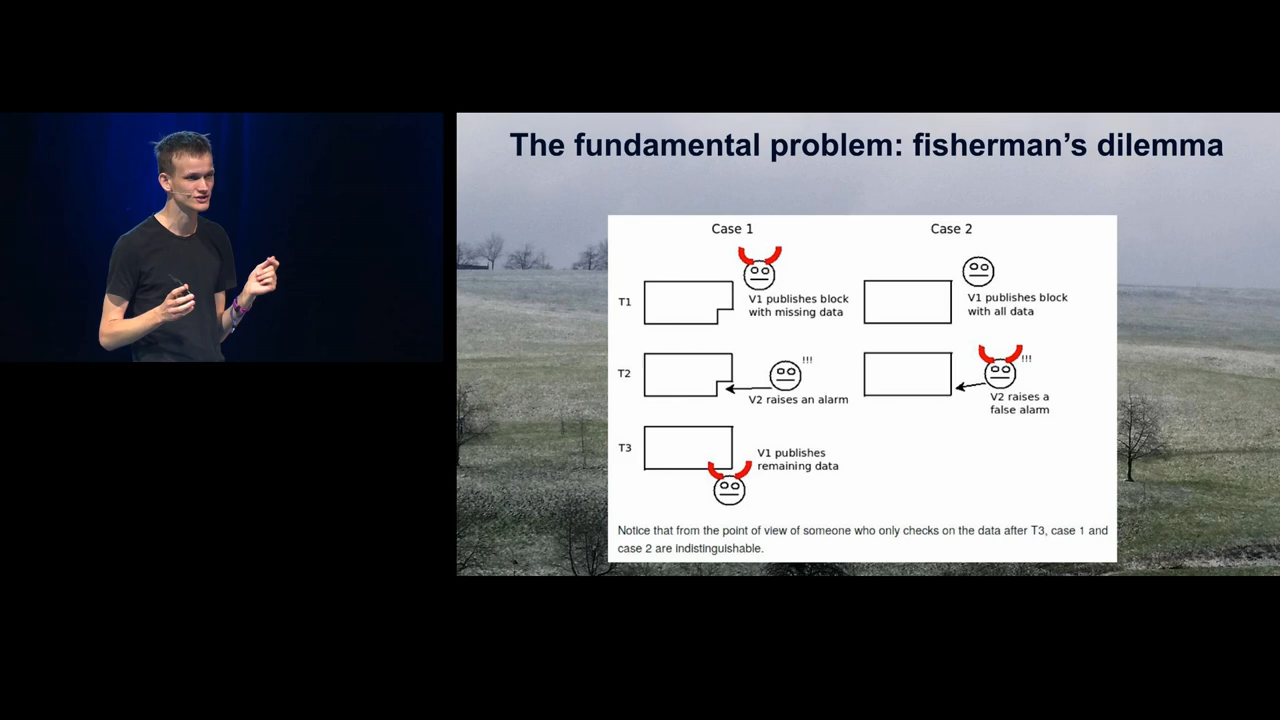 The fundamental problem: fisherman's dilemma
Case 1
Case 2
T1
V1 publishes block
with missing data
V1 publishes block
with all data
T2
!!!
V2 raises an alarm
!!!
V2 raises a
false alarm
T3
V1 publishes
remaining data
Notice that from the point of view of someone who only checks on the data after T3, case 1 and
case 2 are indistinguishable.